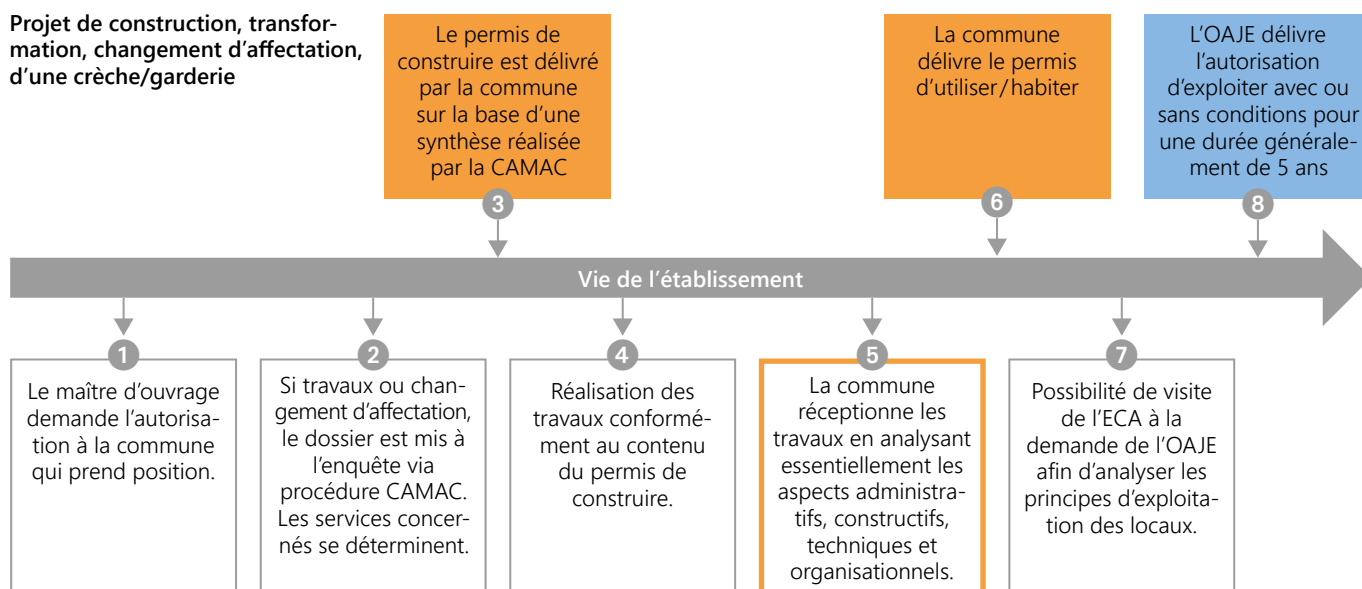 Projet de construction, transfor-
mation, changement d'affectation,
d'une crèche/garderie
Le permis de
construire est délivré
par la commune
sur la base d'une
synthèse réalisée
par la CAMAC
3
La commune
délivre le permis
d'utiliser/habiter
6
L'OAJE délivre
l'autorisation
d'exploiter avec ou
sans conditions pour
une durée générale-
ment de 5 ans
8
Vie de l'établissement
1
Le maître d'ouvrage
demande l'autorisa-
tion à la commune
qui prend position.
2
Si travaux ou chan-
gement d'affectation,
le dossier est mis à
l'enquête via
procédure CAMAC.
Les services concer-
nés se déterminent.
4
Réalisation des
travaux conformé-
ment au contenu
du permis de
construire.
5
La commune
réceptionne les
travaux en analysant
essentiellement les
aspects administra-
tifs, constructifs,
techniques et
organisationnels.
7
Possibilité de visite
de l'ECA à la
demande de l'OAJE
afin d'analyser les
principes d'exploita-
tion des locaux.